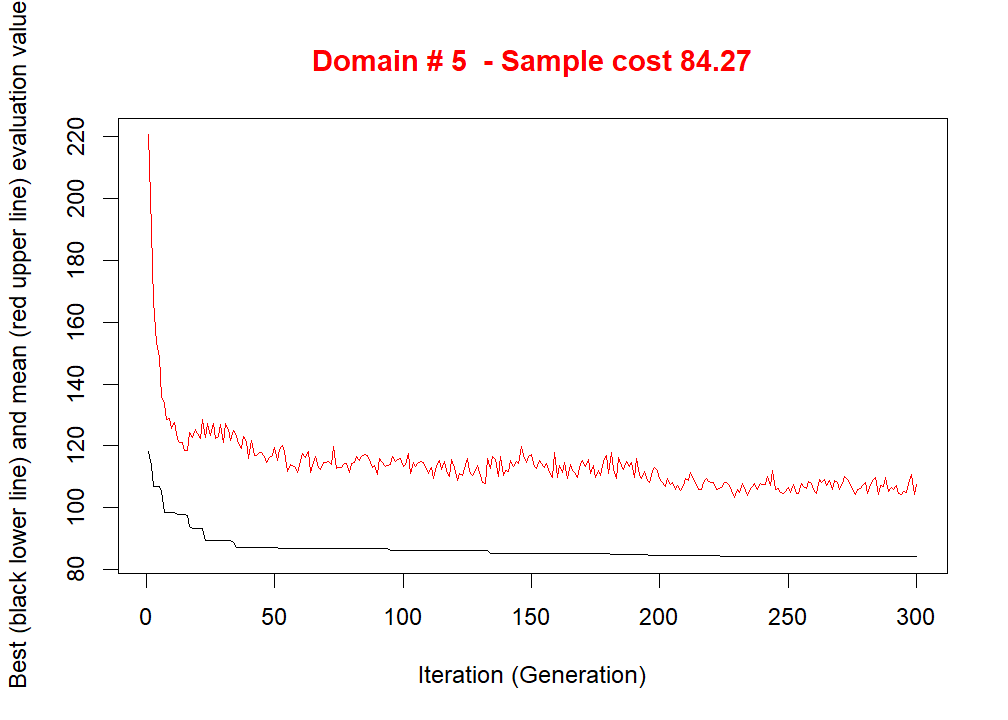 Domain # 5  - Sample cost 84.27
Best (black lower line) and mean (red upper line) evaluation value
220
200
180
160
140
120
100
80
0 50 100 150 200 250 300
Iteration (Generation)